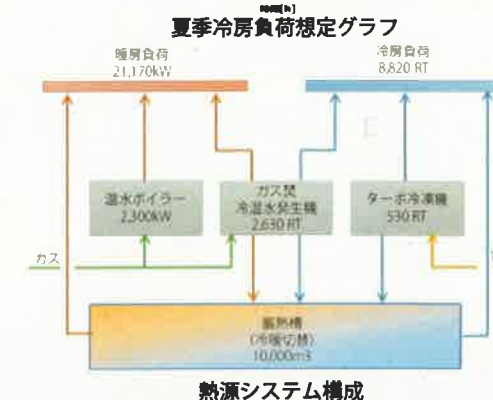 時間[h]
夏季冷房負荷想定グラフ
暖房負荷
21,170kW
冷房負荷
8,820 RT
温水ボイラー
2,300kW
ガス焚
冷温水発生機
2,630 RT
ターボ冷凍機
530 RT
ガス
蓄熱槽
(冷暖切替)
10,000m3
熱源システム構成